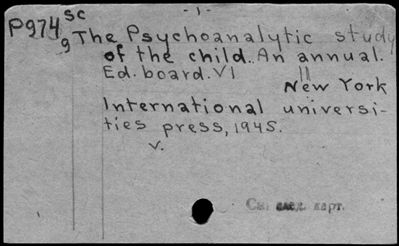 -1-
P974 sc
9 The Psychoanalytic study
of the child.. An annual.
Ed. board. VI
New York
International universi-
ties press, 1945.
v.
См. след. карт.